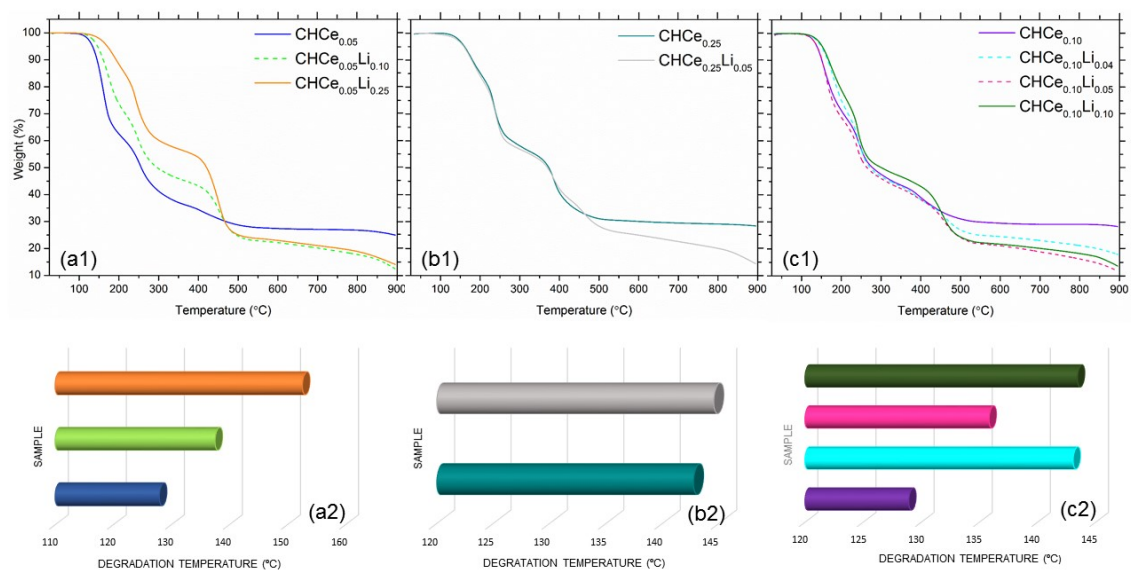 (a1)
CHCe0.05
CHCe0.05Li0.10
CHCe0.05Li0.25
Weight (%)
100
90
80
70
60
50
40
30
20
10
100 200 300 400 500 600 700 800 900
Temperature (°C)
(b1)
CHCe0.25
CHCe0.25Li0.05
100 200 300 400 500 600 700 800 900
Temperature (°C)
(c1)
CHCe0.10
CHCe0.10Li0.04
CHCe0.10Li0.05
CHCe0.10Li0.10
100 200 300 400 500 600 700 800 900
Temperature (°C)
SAMPLE
(a2)
110 120 130 140 150 160
DEGRADATION TEMPERATURE (ºC)
SAMPLE
(b2)
120 125 130 135 140 145
DEGRATATION TEMPERATURE (ºC)
SAMPLE
(c2)
120 125 130 135 140 145
DEGRADATION TEMPERATURE (ºC)